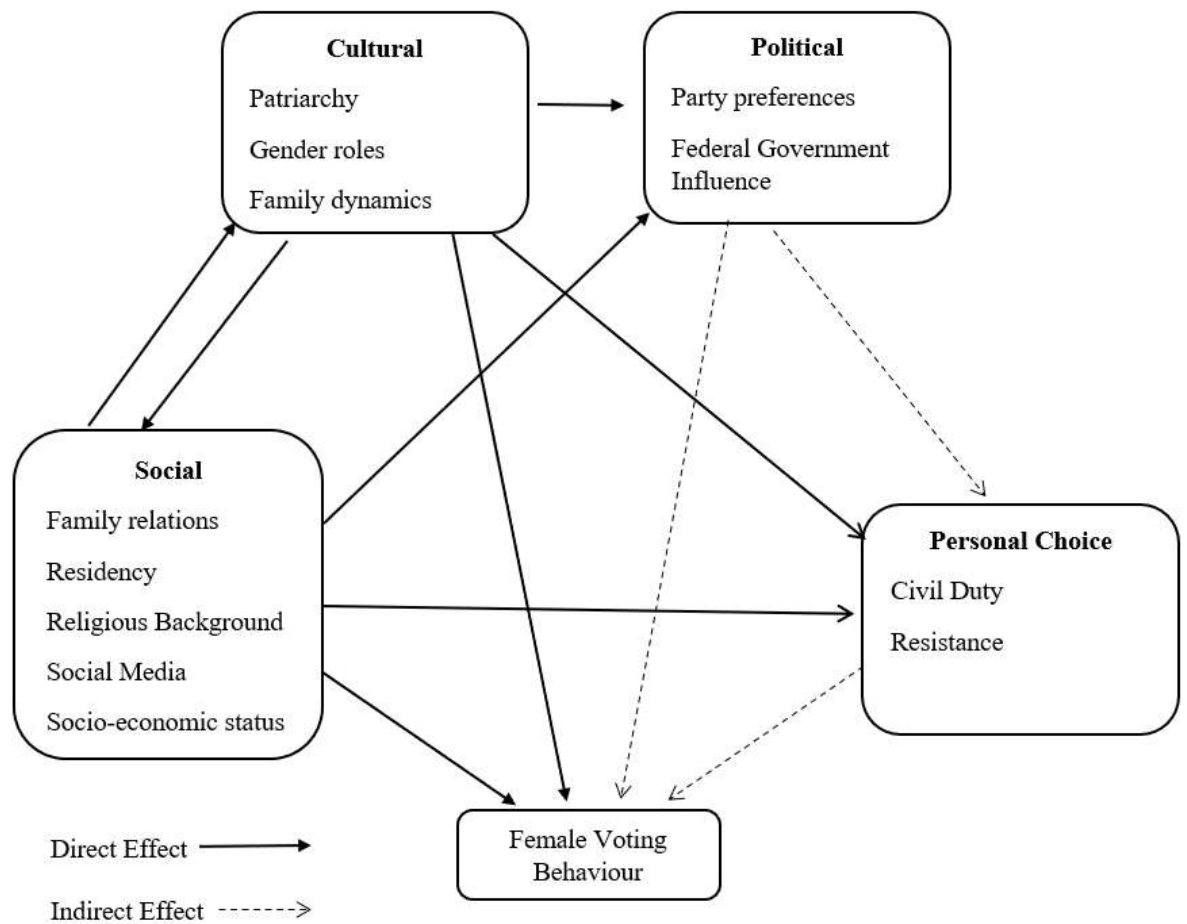 Cultural
Patriarchy
Gender roles
Family dynamics
Political
Party preferences
Federal Government
Influence
Social
Family relations
Residency
Religious Background
Social Media
Socio-economic status
Personal Choice
Civil Duty
Resistance
Female Voting
Behaviour
Direct Effect
Indirect Effect